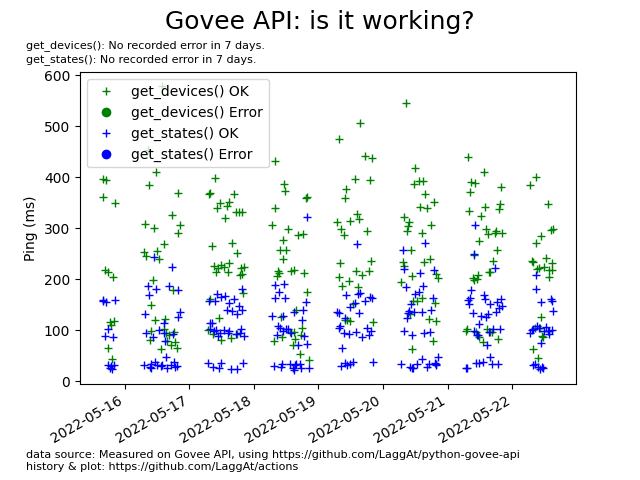 Govee API: is it working?
get_devices(): No recorded error in 7 days.
get_states(): No recorded error in 7 days.
get_devices() OK
get_devices() Error
get_states() OK
get_states() Error
Ping (ms)
600
500
400
300
200
100
0
2022-05-16
2022-05-17
2022-05-18
2022-05-19
2022-05-20
2022-05-21
2022-05-22
data source: Measured on Govee API, using https://github.com/LaggAt/python-govee-api
history & plot: https://github.com/LaggAt/actions